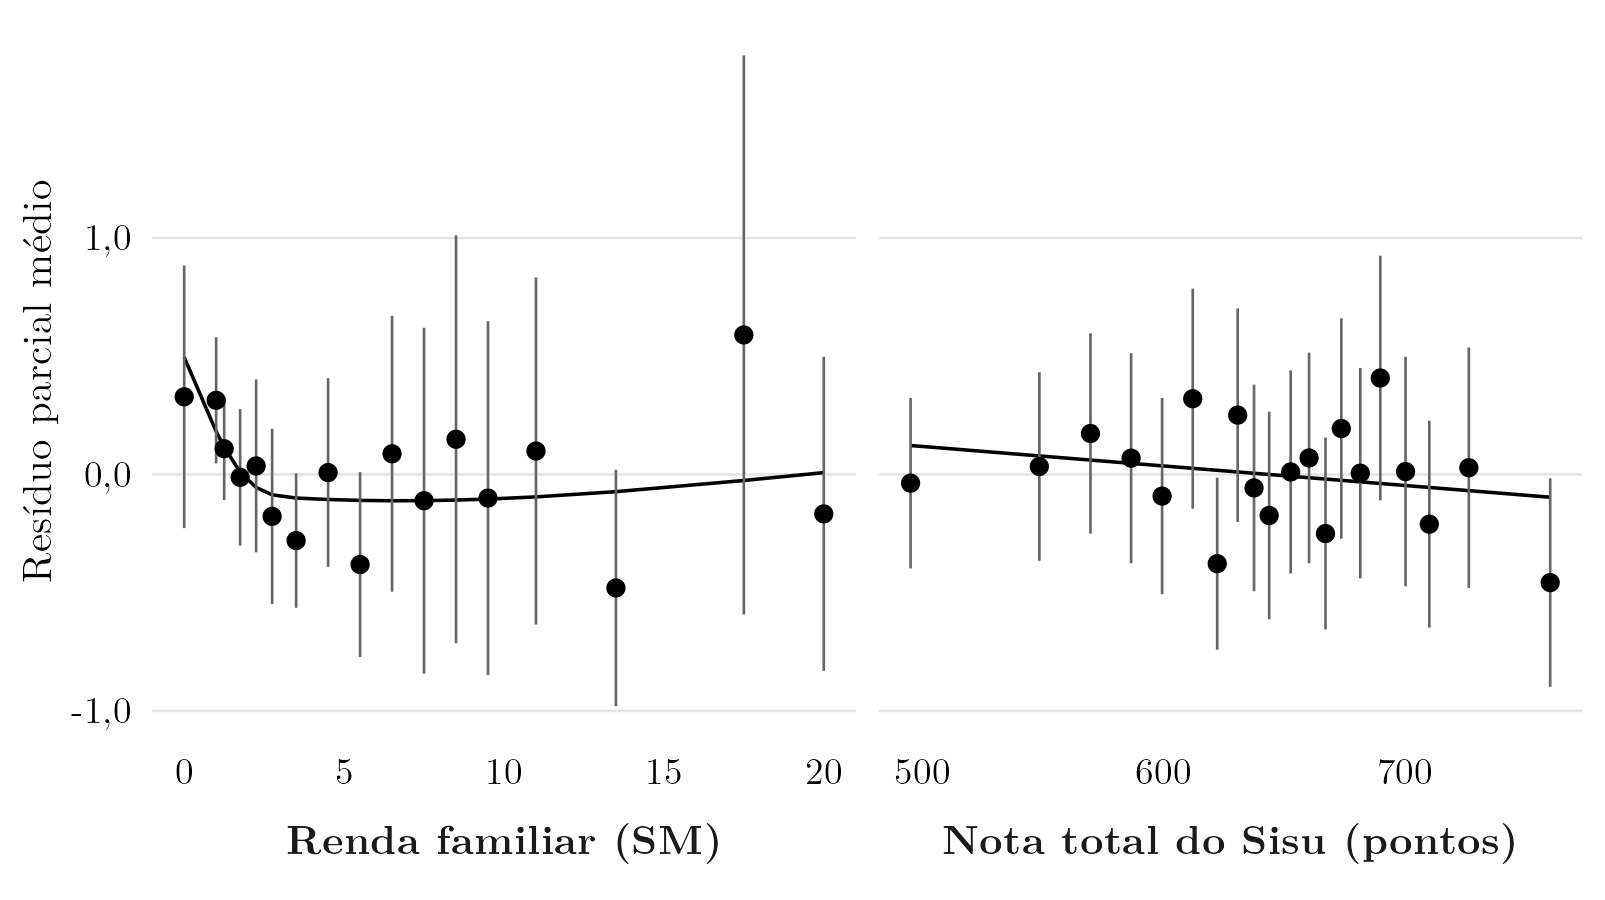 Resíduo parcial médio
1,0
0,0
-1,0
0 5 10 15 20
500 600 700
Renda familiar (SM)
Nota total do Sisu (pontos)